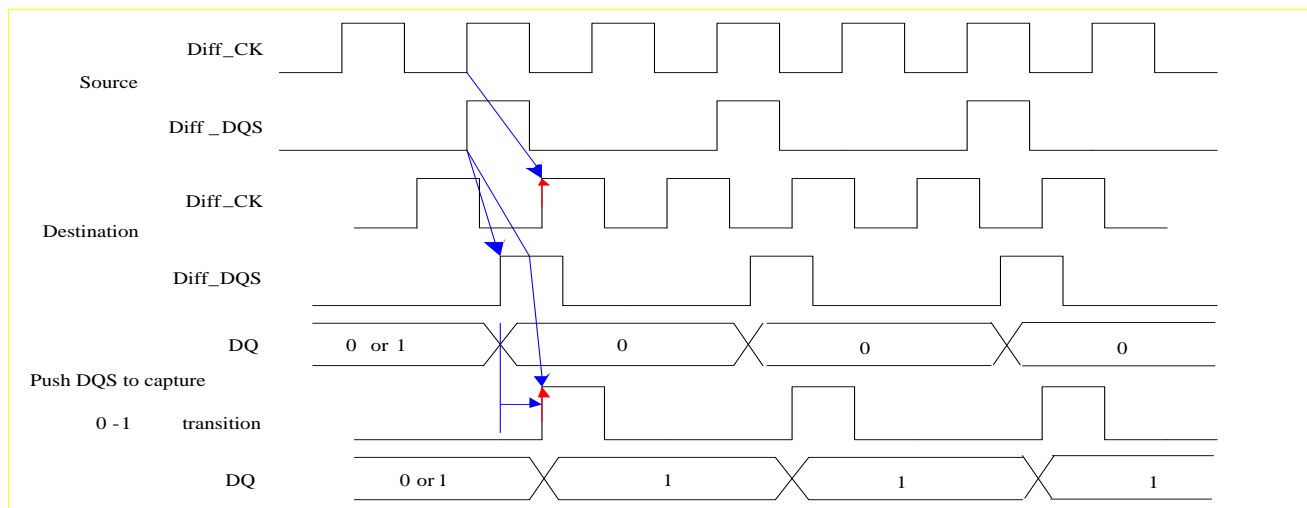 Diff_CK
Source
Diff _DQS
Diff_CK
Destination
Diff_DQS
DQ 0 or 1 0 0 0
Push DQS to capture
0 -1 transition
DQ 0 or 1 1 1 1